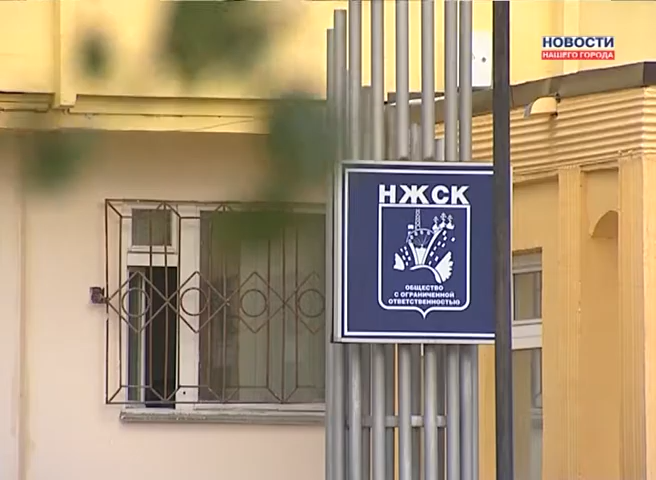 НОВОСТИ
НАШЕГО ГОРОДА
НЖСК
ОБЩЕСТВО
С ОГРАНИЧЕННОЙ
ОТВЕТСТВЕННОСТЬЮ